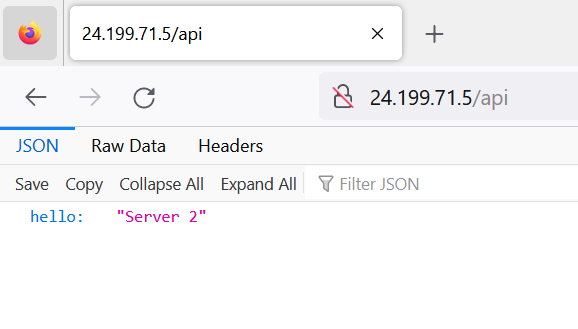 24.199.71.5/api
24.199.71.5/api
JSON Raw Data Headers
Save Copy Collapse All Expand All Filter JSON
hello: "Server 2"